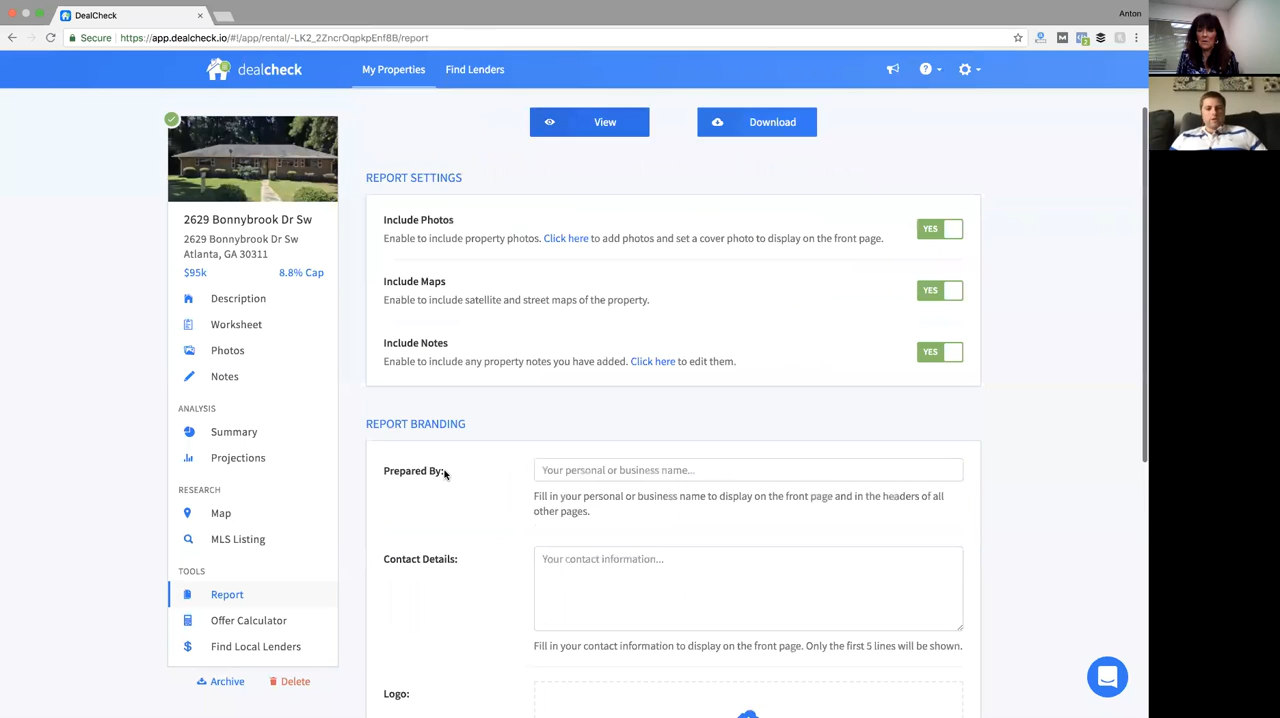 DealCheck
Anton
Secure
https://app.dealcheck.io/#!/app/rental/-LK2_2ZncrOqpkpEnf8B/report
dealcheck
My Properties
Find Lenders
View
Download
2629 Bonnybrook Dr Sw
2629 Bonnybrook Dr Sw
Atlanta, GA 30311
$95k 8.8% Cap
Description
Worksheet
Photos
Notes
ANALYSIS
Summary
Projections
RESEARCH
Map
MLS Listing
TOOLS
Report
Offer Calculator
Find Local Lenders
Archive
Delete
REPORT SETTINGS
Include Photos
Enable to include property photos. Click here to add photos and set a cover photo to display on the front page.
YES
Include Maps
Enable to include satellite and street maps of the property.
YES
Include Notes
Enable to include any property notes you have added. Click here to edit them.
YES
REPORT BRANDING
Prepared By:
Your personal or business name...
Fill in your personal or business name to display on the front page and in the headers of all
other pages.
Contact Details:
Your contact information...
Fill in your contact information to display on the front page. Only the first 5 lines will be shown.
Logo: